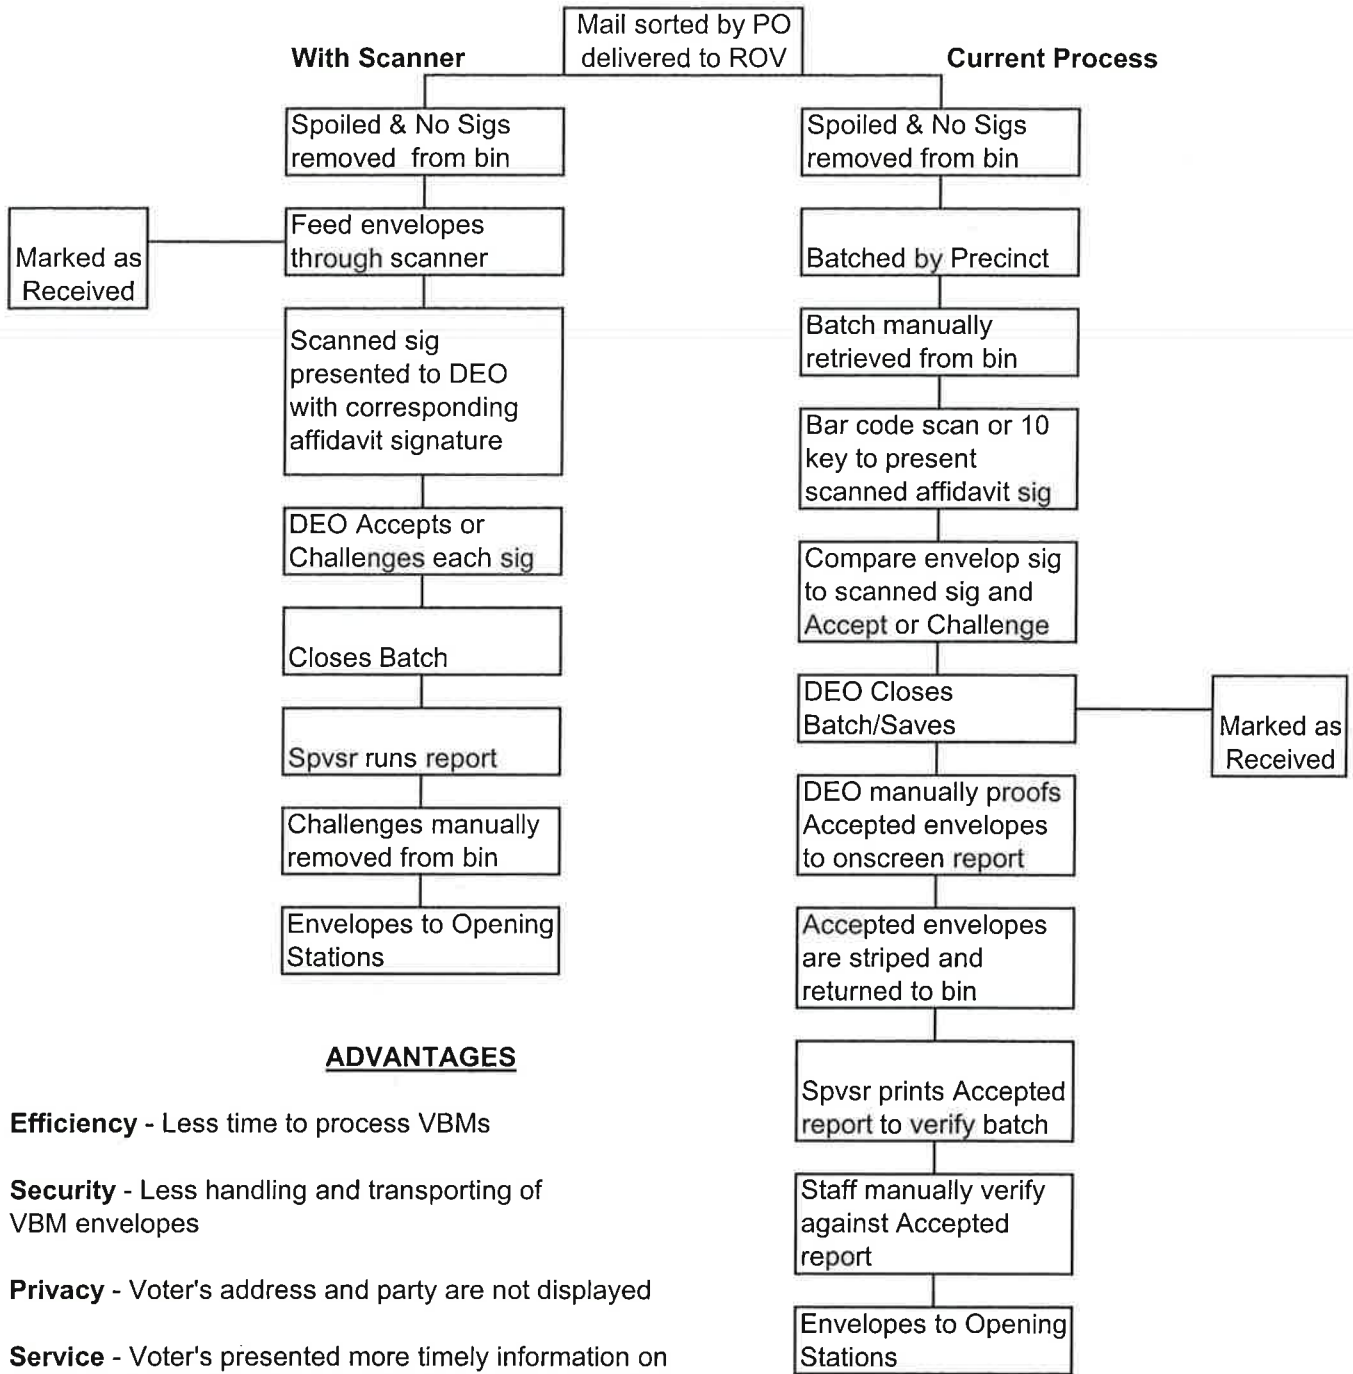 Mail sorted by PO
delivered to ROV
With Scanner
Spoiled & No Sigs
removed from bin
Feed envelopes
through scanner
Marked as
Received
Scanned sig
presented to DEO
with corresponding
affidavit signature
DEO Accepts or
Challenges each sig
Closes Batch
Spvsr runs report
Challenges manually
removed from bin
Envelopes to Opening
Stations
Current Process
Spoiled & No Sigs
removed from bin
Batched by Precinct
Batch manually
retrieved from bin
Bar code scan or 10
key to present
scanned affidavit sig
Compare envelop sig
to scanned sig and
Accept or Challenge
DEO Closes
Batch/Saves
Marked as
Received
DEO manually proofs
Accepted envelopes
to onscreen report
Accepted envelopes
are striped and
returned to bin
Spvsr prints Accepted
report to verify batch
Staff manually verify
against Accepted
report
Envelopes to Opening
Stations
ADVANTAGES
Efficiency - Less time to process VBMs
Security - Less handling and transporting of
VBM envelopes
Privacy - Voter's address and party are not displayed
Service - Voter's presented more timely information on